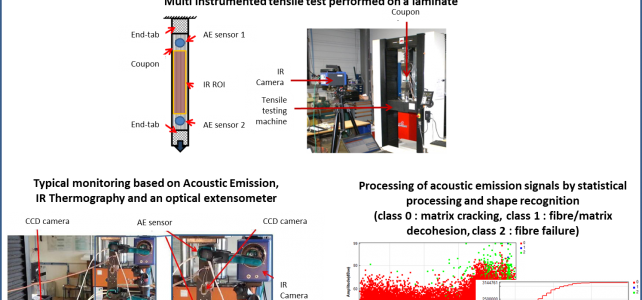 Multi instrumented tensile test performed on a laminate
Coupon
End-tab
AE sensor 1
Coupon
IR ROI
IR
Camera
Tensile
testing
machine
End-tab
AE sensor 2
Typical monitoring based on Acoustic Emission,
IR Thermography and an optical extensometer
CCD camera
AE sensor
CCD camera
IR
Camera
Processing of acoustic emission signals by statistical
processing and shape recognition
(class 0 : matrix cracking, class 1 : fibre/matrix
decohesion, class 2 : fibre failure)